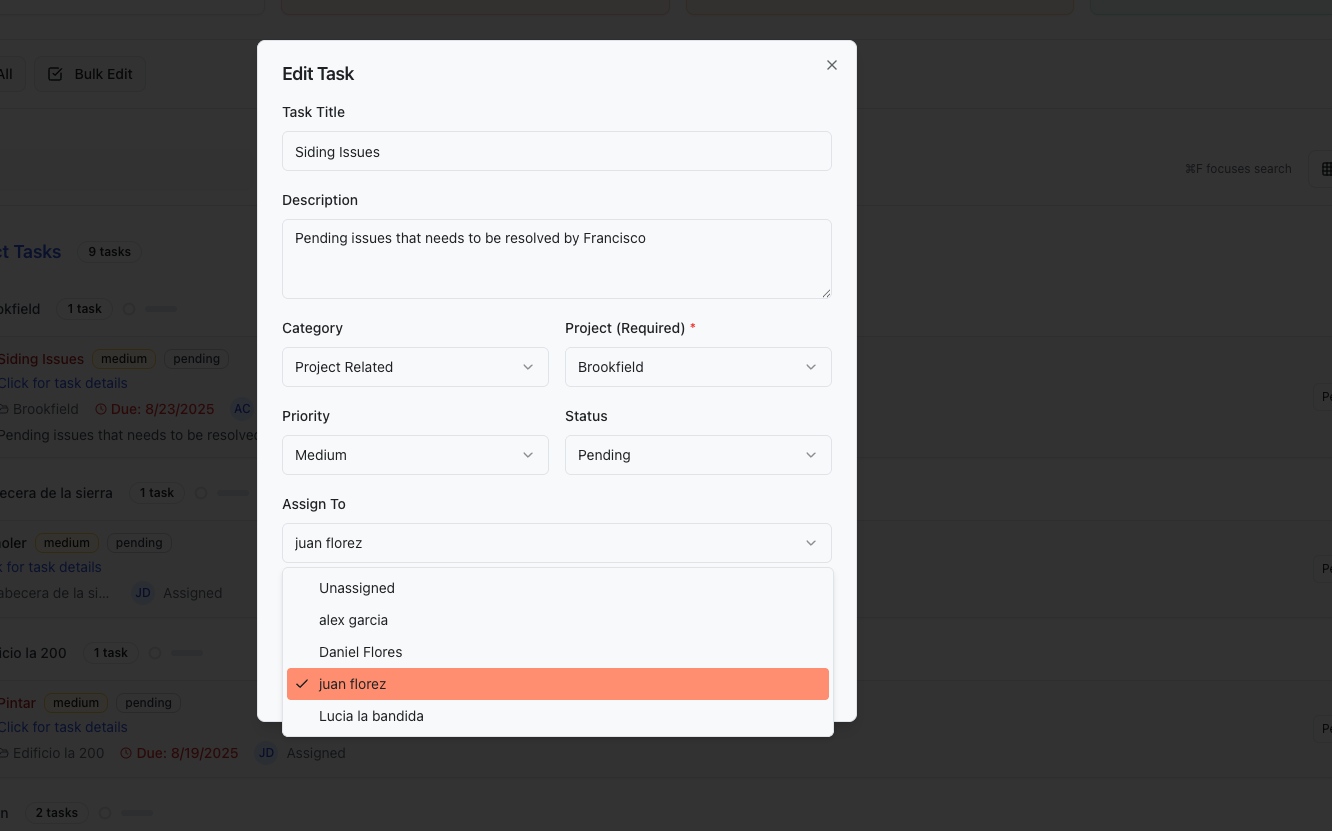 All
Bulk Edit
Edit Task
Task Title
Siding Issues
⌘F focuses search
Description
Pending issues that needs to be resolved by Francisco
ct Tasks
9 tasks
okfield
1 task
Category
Project (Required) *
Project Related
Brookfield
Siding Issues
medium
pending
Click for task details
Brookfield
Due: 8/23/2025
AC
Pending issues that needs to be resolved
Priority
Status
Medium
Pending
ecera de la sierra
1 task
Assign To
juan florez
oler
medium
pending
k for task details
abecera de la si...
JD
Assigned
Unassigned
alex garcia
Daniel Flores
juan florez
Lucia la bandida
icio la 200
1 task
Pintar
medium
pending
Click for task details
Edificio la 200
Due: 8/19/2025
JD
Assigned
n
2 tasks